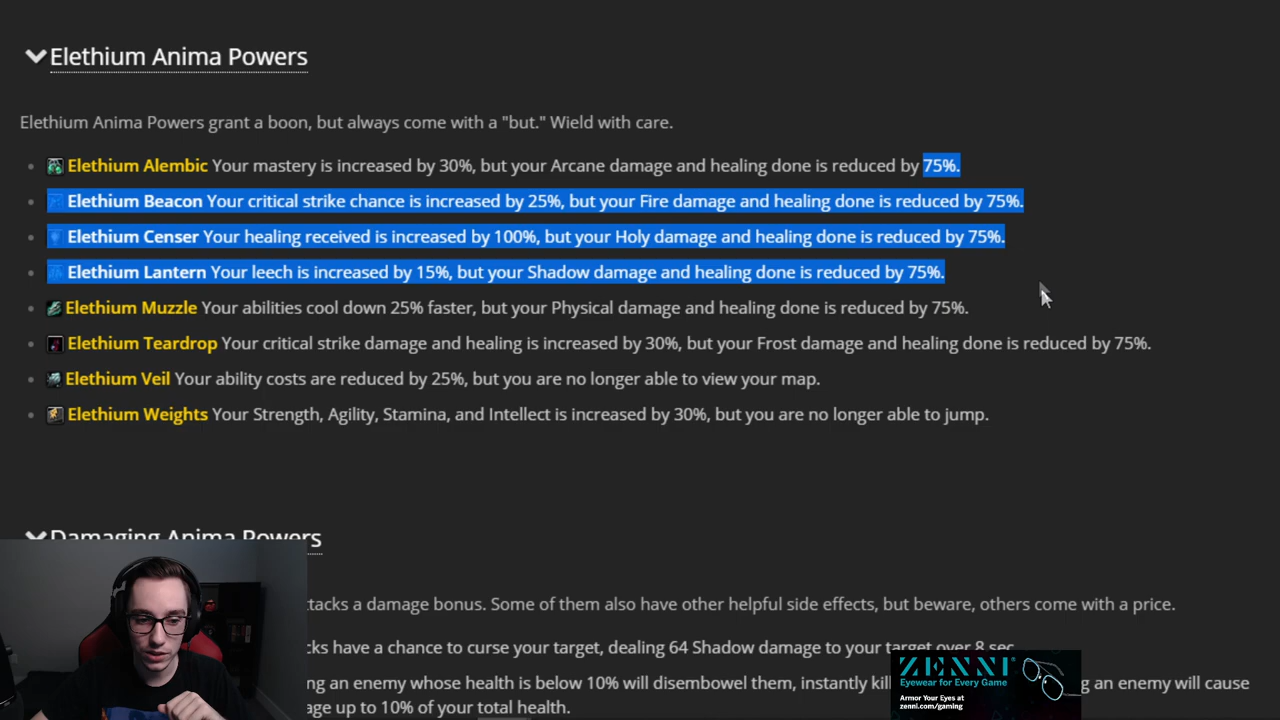 Elethium Anima Powers
Elethium Anima Powers grant a boon, but always come with a "but." Wield with care.
Elethium Alembic Your mastery is increased by 30%, but your Arcane damage and healing done is reduced by 75%.
Elethium Beacon Your critical strike chance is increased by 25%, but your Fire damage and healing done is reduced by 75%.
Elethium Censer Your healing received is increased by 100%, but your Holy damage and healing done is reduced by 75%.
Elethium Lantern Your leech is increased by 15%, but your Shadow damage and healing done is reduced by 75%.
Elethium Muzzle Your abilities cool down 25% faster, but your Physical damage and healing done is reduced by 75%.
Elethium Teardrop Your critical strike damage and healing is increased by 30%, but your Frost damage and healing done is reduced by 75%.
Elethium Veil Your ability costs are reduced by 25%, but you are no longer able to view your map.
Elethium Weights Your Strength, Agility, Stamina, and Intellect is increased by 30%, but you are no longer able to jump.
Damaging Anima Powers
ttacks a damage bonus. Some of them also have other helpful side effects, but beware, others come with a price.
cks have a chance to curse your target, dealing 64 Shadow damage to your target over 8 sec
ng an enemy whose health is below 10% will disembowel them, instantly kill g an enemy will cause
age up to 10% of your total health.
ZENNI
Eyewear for Every Game
Armor Your Eyes at
zenni.com/gaming